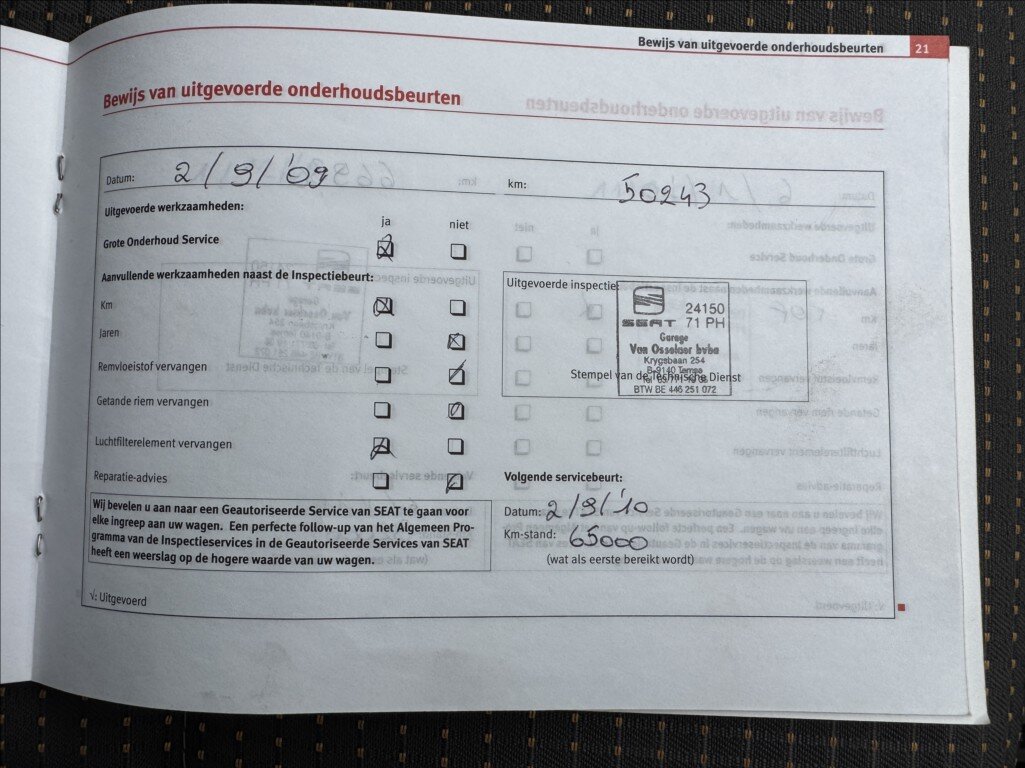 Bewijs van uitgevoerde onderhoudsbeurten 21
Bewijs van uitgevoerde onderhoudsbeurten
Datum: 2/9/'09 km: 50243
Uitgevoerde werkzaamheden:
ja niet
Grote Onderhoud Service
Aanvullende werkzaamheden naast de Inspectiebeurt:
Km
Jaren
Remvloeistof vervangen
Getande riem vervangen
Luchtfilterelement vervangen
Reparatie-advies
Uitgevoerde inspectie
24150
SEAT 71 PH
Garage
Van Osselaer bvba
Krygsbaan 254
B-9140 Temse
Stempel van de Technische Dienst
BTW BE 446 251 072
Volgende servicebeurt:
Datum: 2/9/'10
Km-stand: 65000
(wat als eerste bereikt wordt)
Wij bevelen u aan naar een Geautoriseerde Service van SEAT te gaan voor
elke ingreep aan uw wagen. Een perfecte follow-up van het Algemeen Pro-
gramma van de Inspectieservices in de Geautoriseerde Services van SEAT
heeft een weerslag op de hogere waarde van uw wagen.
√: Uitgevoerd